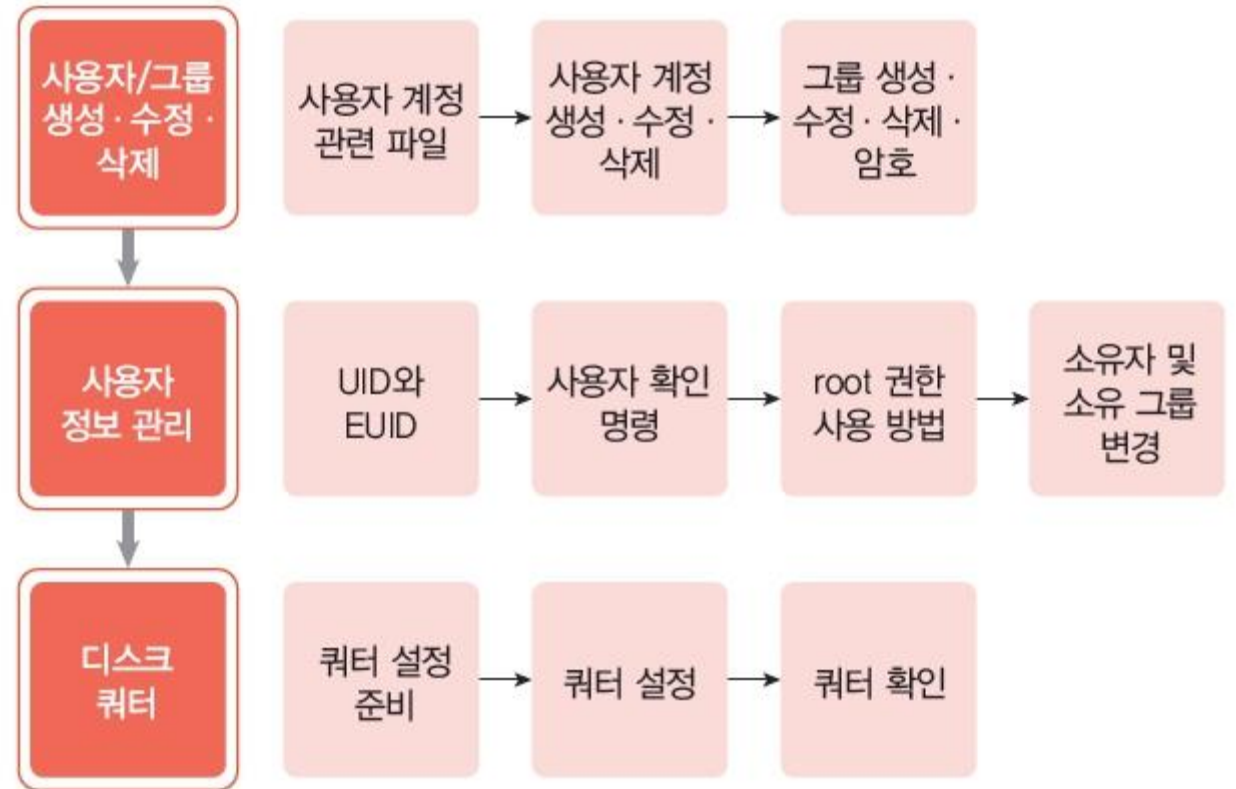 사용자/그룹
생성·수정·
삭제
사용자 계정
관련 파일
사용자 계정
생성·수정·
삭제
그룹 생성·
수정·삭제·
암호
사용자
정보 관리
UID와
EUID
사용자 확인
명령
root 권한
사용 방법
소유자 및
소유 그룹
변경
디스크
쿼터
쿼터 설정
준비
쿼터 설정
쿼터 확인